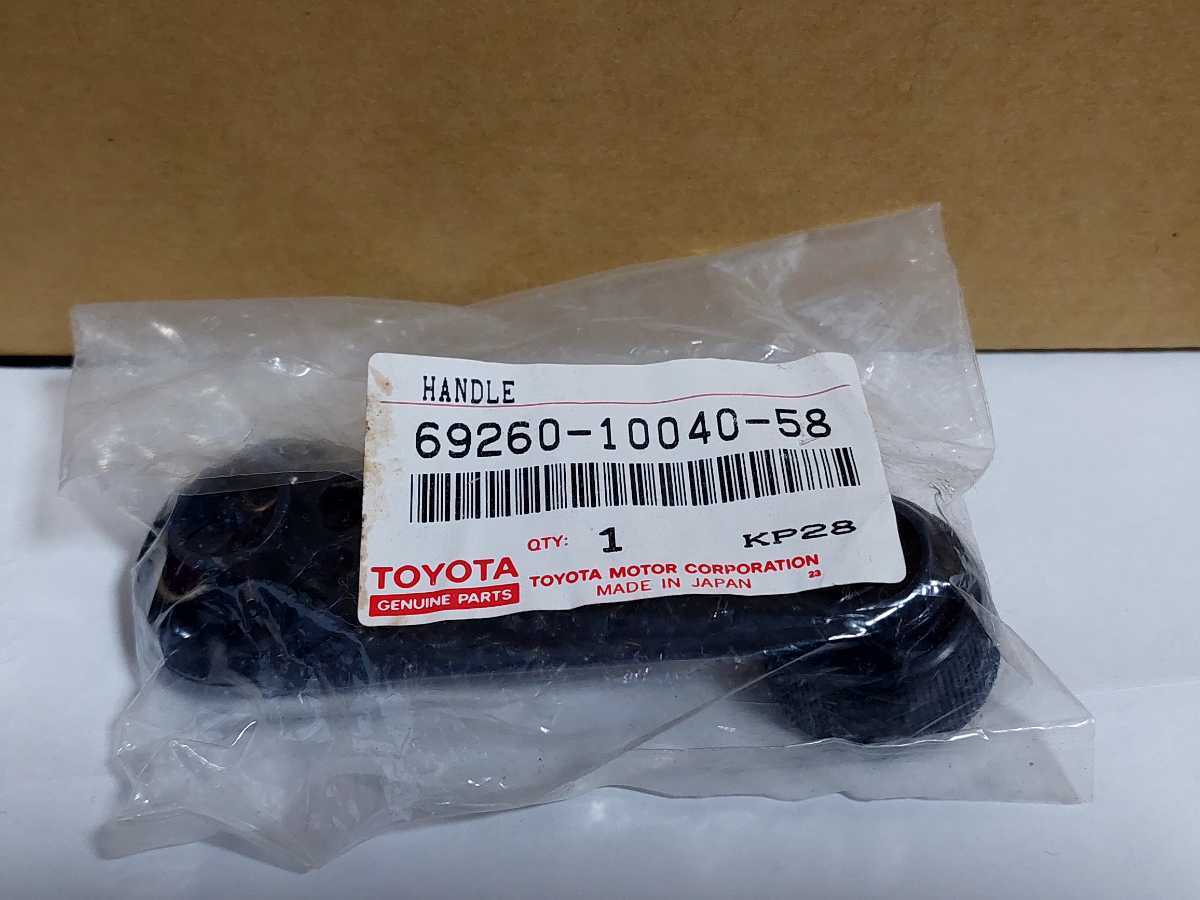 HANDLE
69260-10040-58
QTY: 1 KP28
TOYOTA TOYOTA MOTOR CORPORATION 23
GENUINE PARTS MADE IN JAPAN